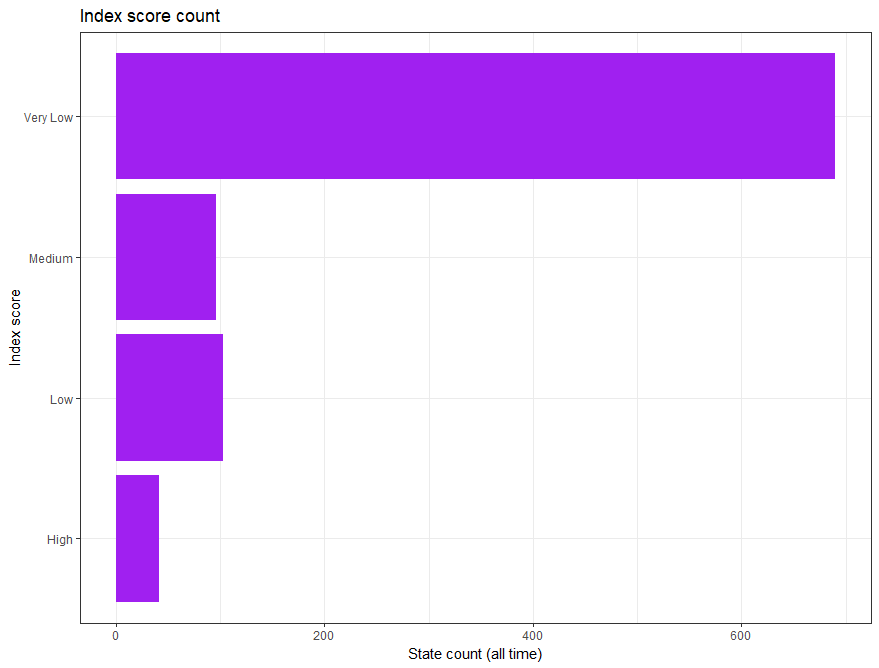 Index score count
Very Low
Medium
Low
High
Index score
0 200 400 600
State count (all time)